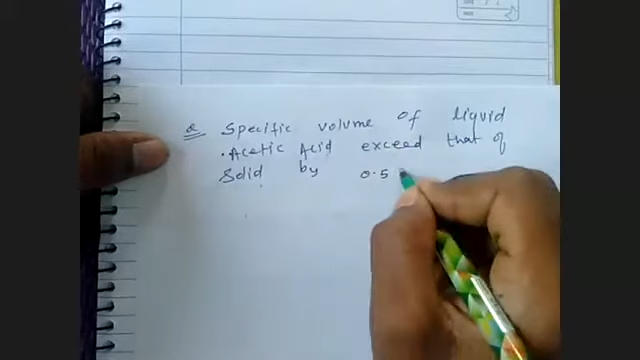 Q Specific volume of liquid
Acetic Acid exceed that of
Solid by 0.5